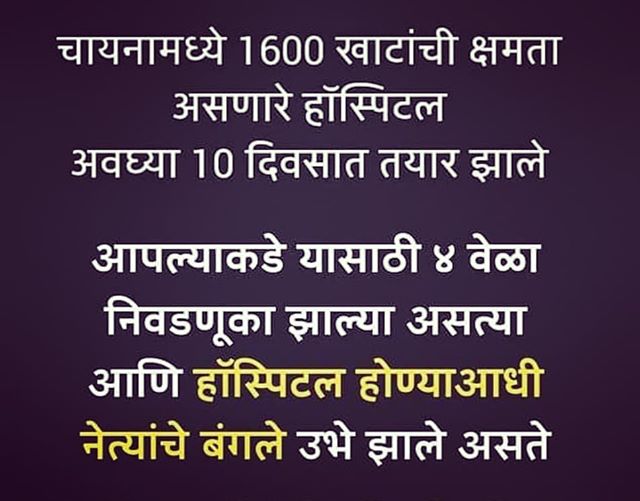 चायनामध्ये 1600 खाटांची क्षमता
असणारे हॉस्पिटल
अवघ्या 10 दिवसात तयार झाले
आपल्याकडे यासाठी ४ वेळा
निवडणूका झाल्या असत्या
आणि हॉस्पिटल होण्याआधी
नेत्यांचे बंगले उभे झाले असते